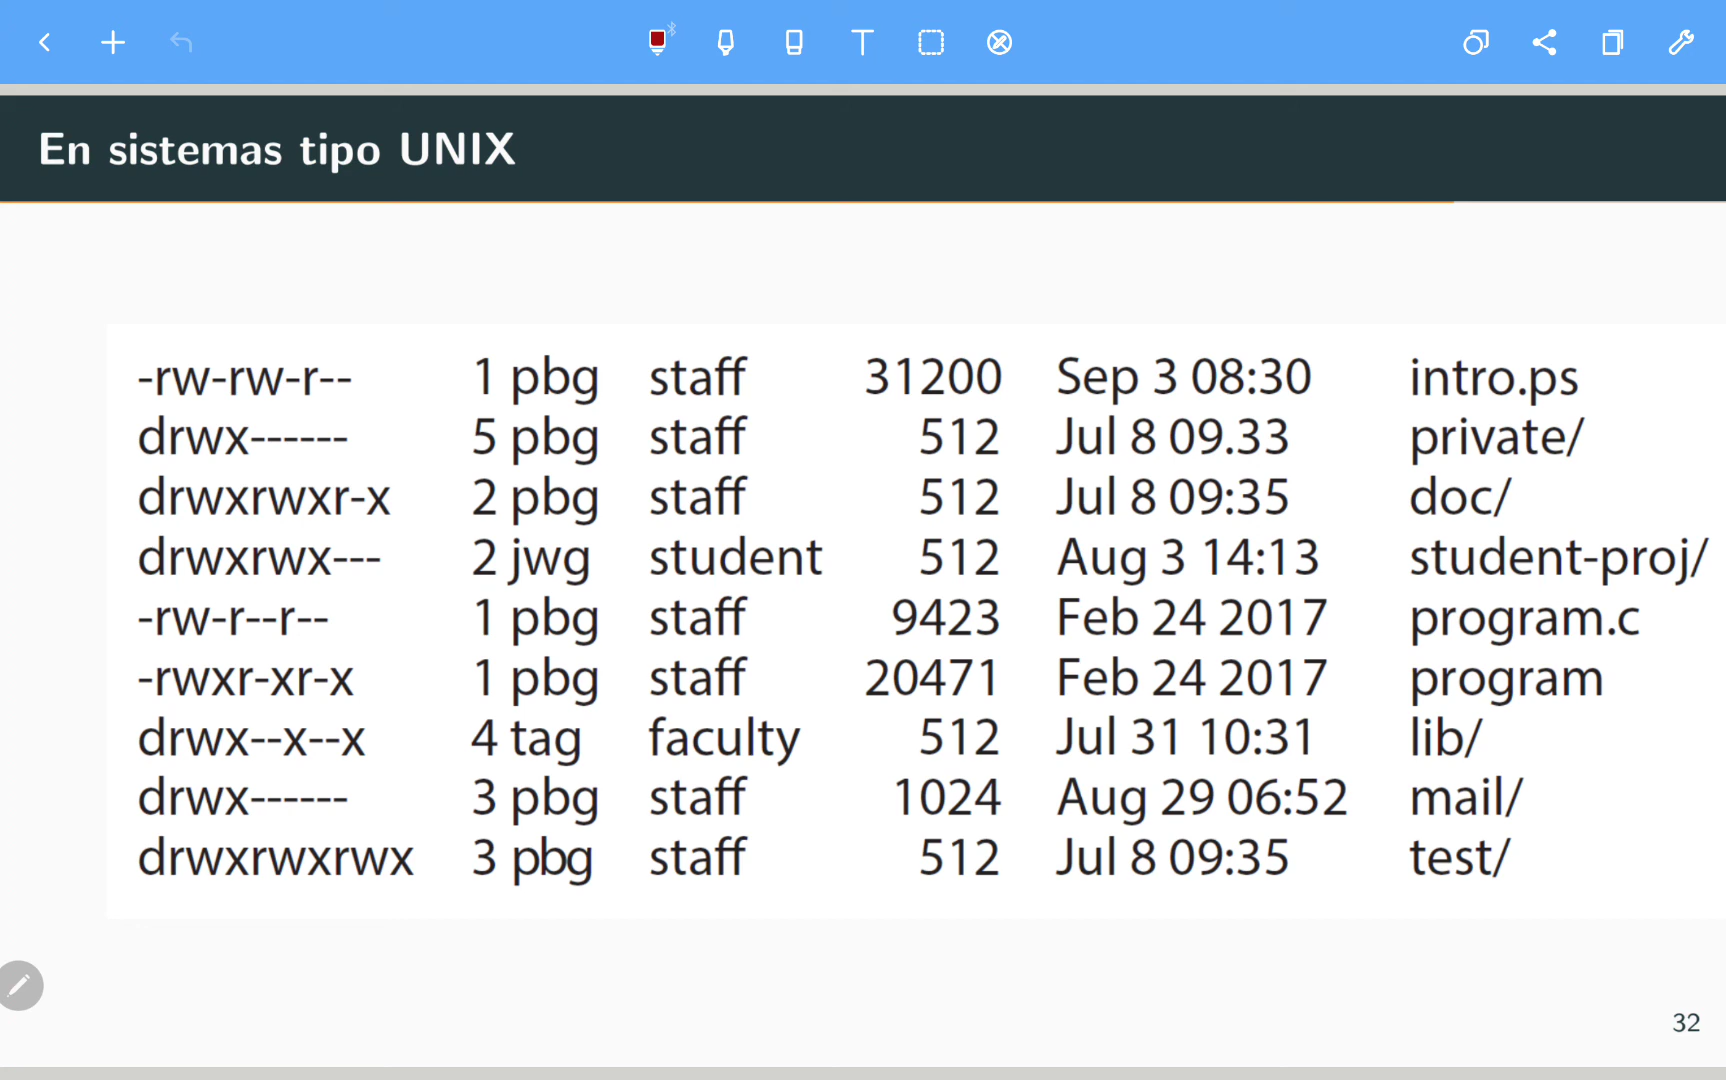 En sistemas tipo UNIX
-rw-rw-r-- 1 pbg staff 31200 Sep 3 08:30 intro.ps
drwx------ 5 pbg staff 512 Jul 8 09.33 private/
drwxrwxr-x 2 pbg staff 512 Jul 8 09:35 doc/
drwxrwx--- 2 jwg student 512 Aug 3 14:13 student-proj/
-rw-r--r-- 1 pbg staff 9423 Feb 24 2017 program.c
-rwxr-xr-x 1 pbg staff 20471 Feb 24 2017 program
drwx--x--x 4 tag faculty 512 Jul 31 10:31 lib/
drwx------ 3 pbg staff 1024 Aug 29 06:52 mail/
drwxrwxrwx 3 pbg staff 512 Jul 8 09:35 test/
32